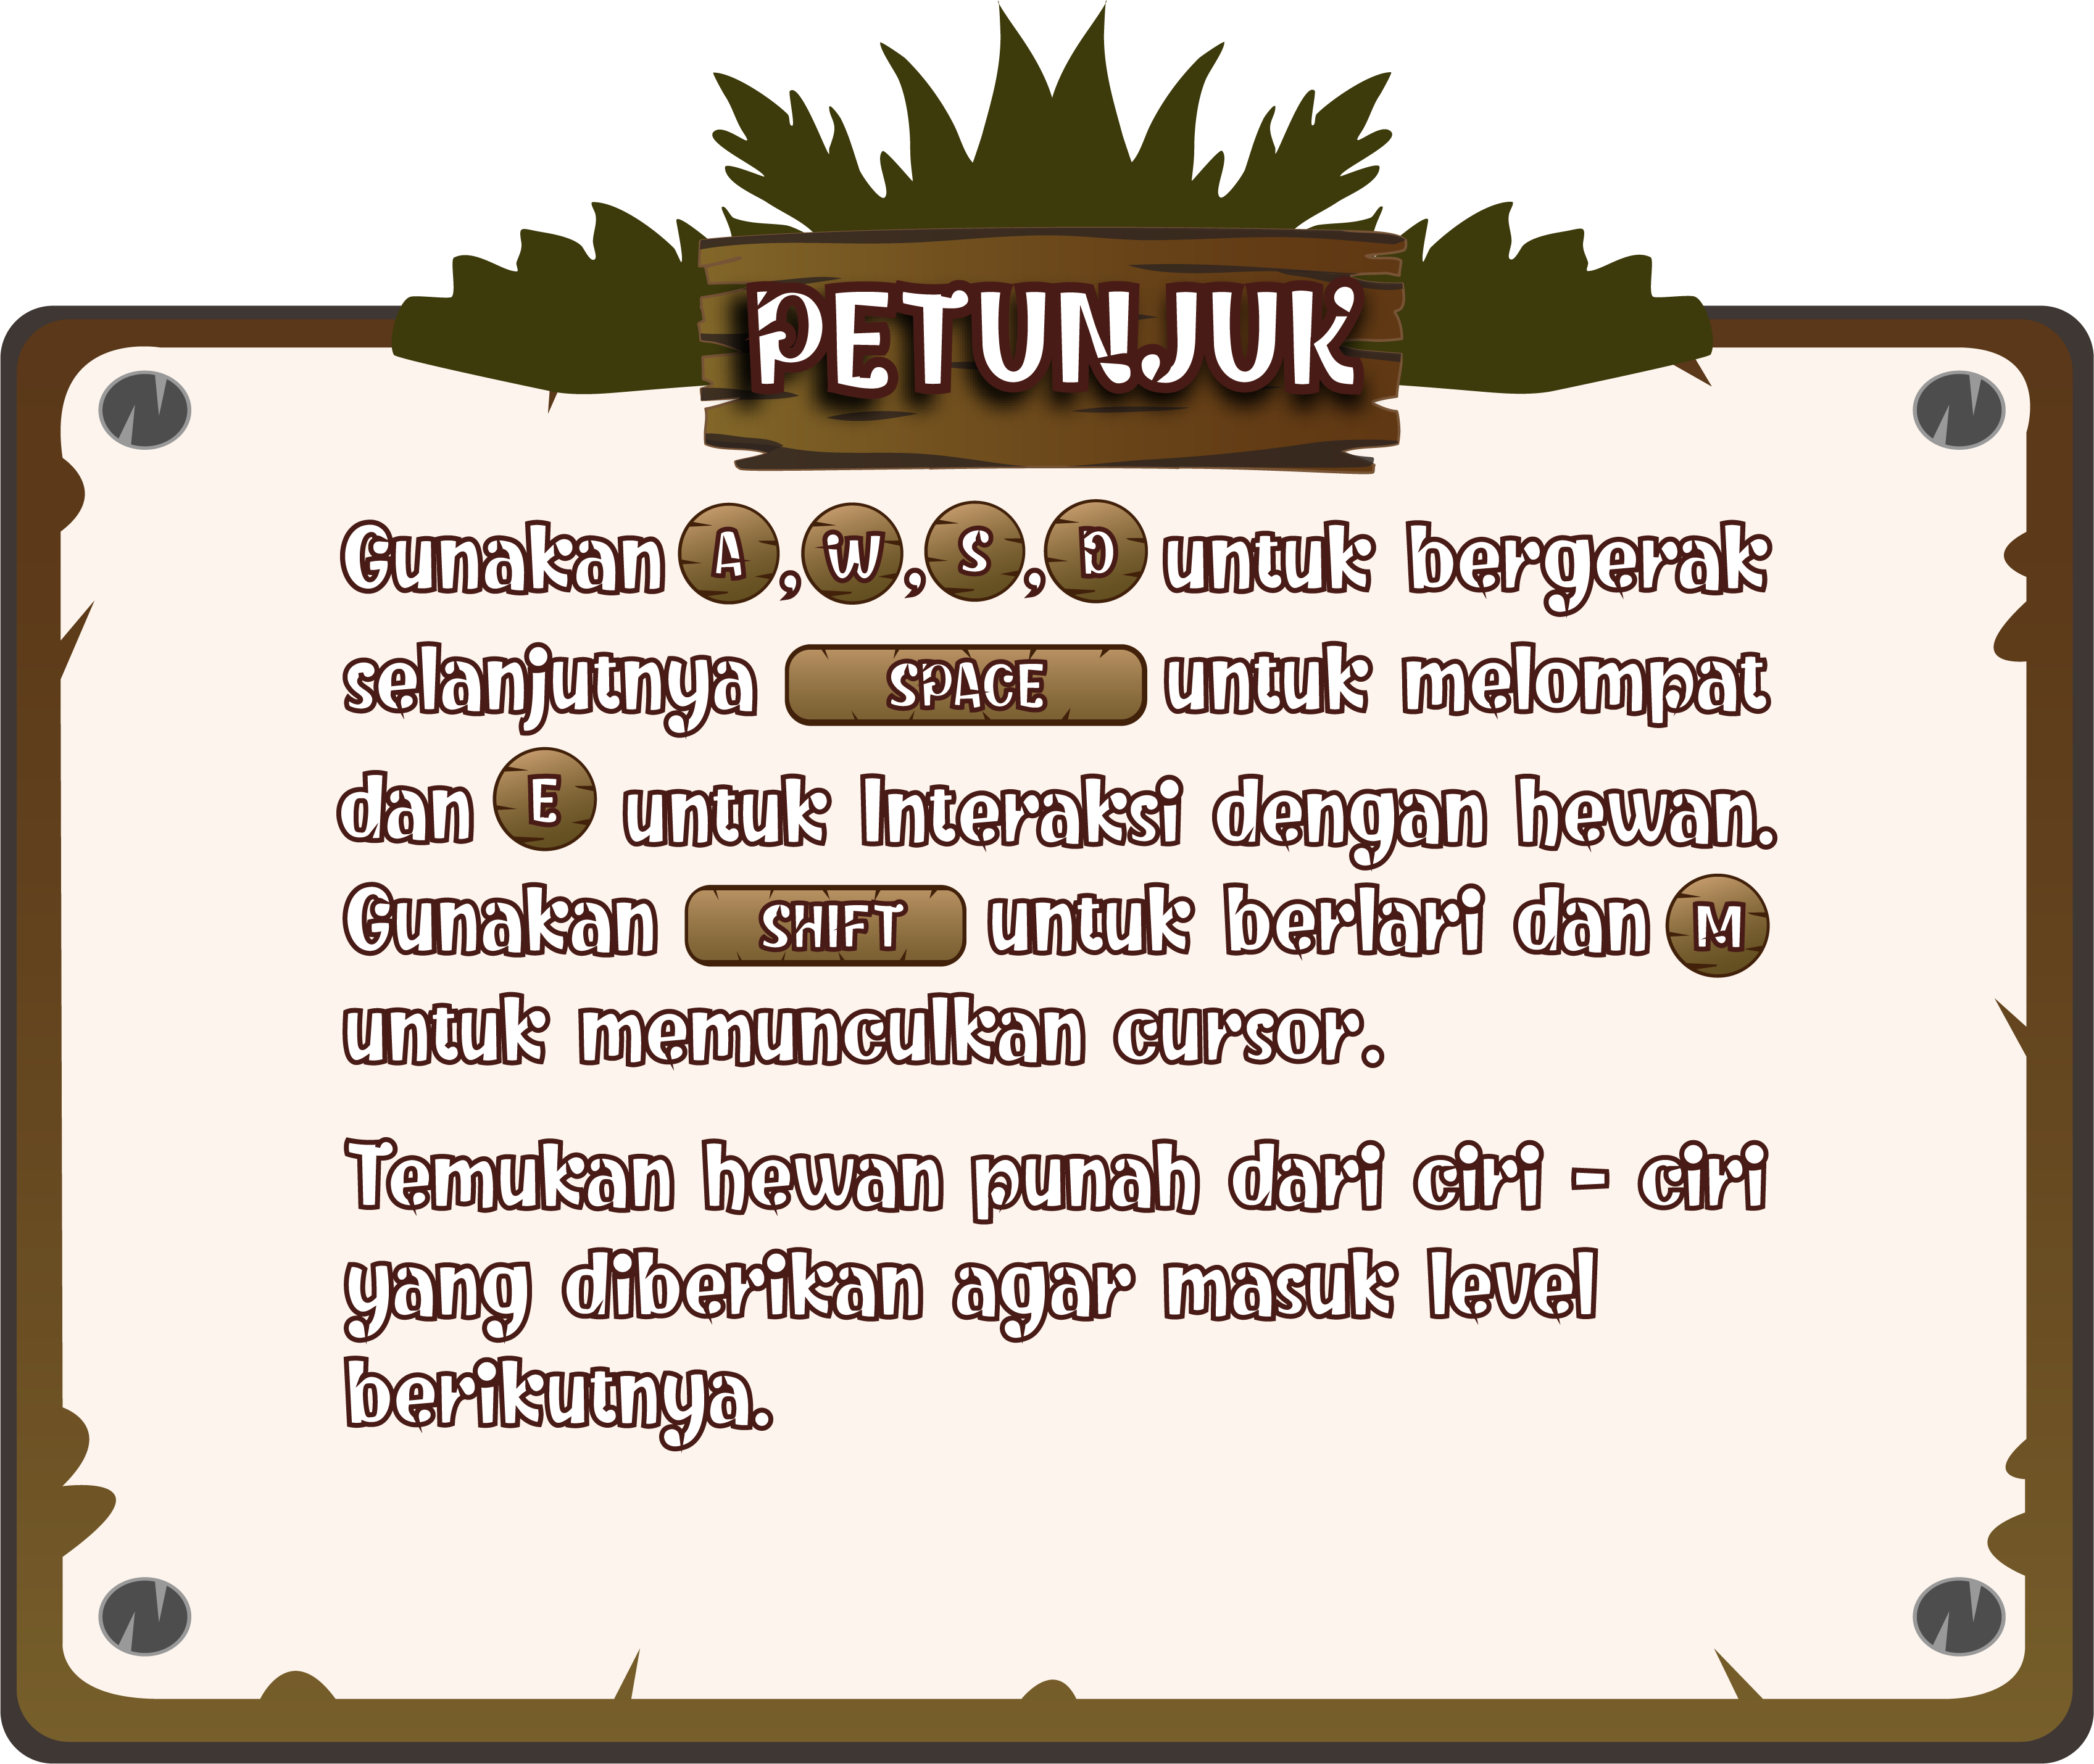 PETUNJUK
Gunakan A , W , S , D untuk bergerak
selanjutnya SPACE untuk melompat
dan E untuk Interaksi dengan hewan.
Gunakan SHIFT untuk berlari dan M
untuk memunculkan cursor.
Temukan hewan punah dari ciri - ciri
yang diberikan agar masuk level
berikutnya.